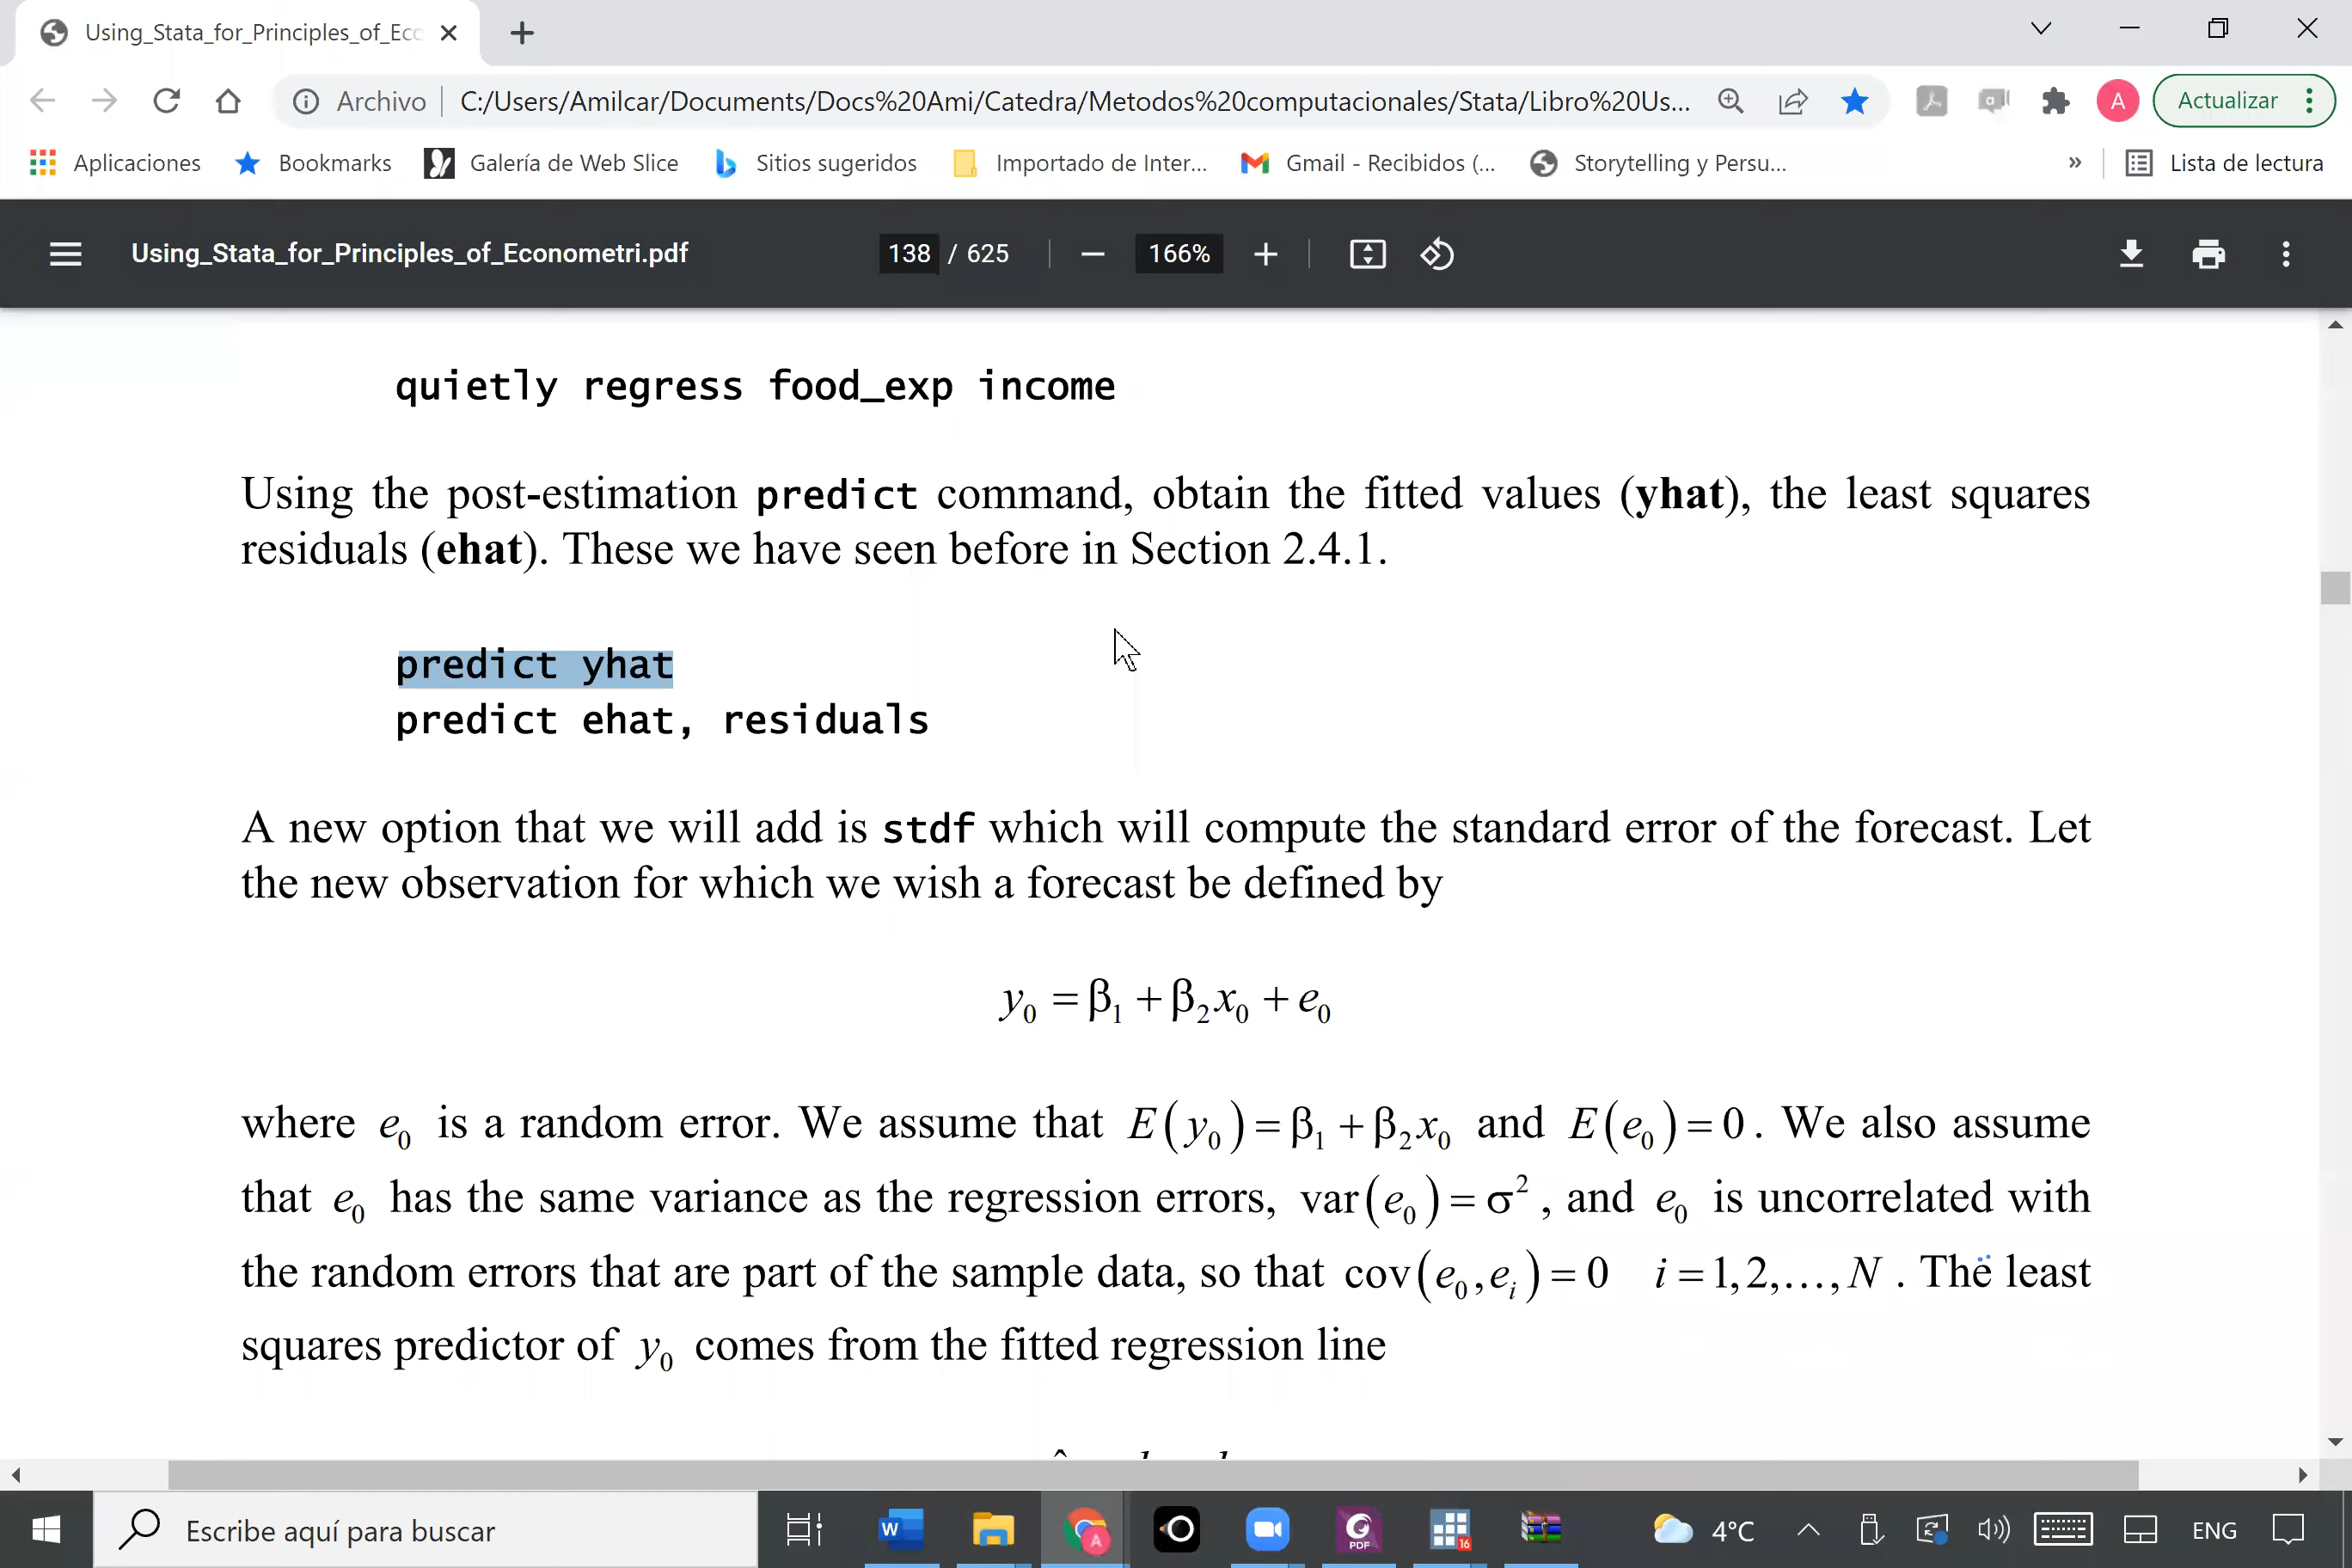 Using_Stata_for_Principles_of_Ecc
Archivo C:/Users/Amilcar/Documents/Docs%20Ami/Catedra/Metodos%20computacionales/Stata/Libro%20Us... A Actualizar
Aplicaciones Bookmarks Galería de Web Slice Sitios sugeridos Importado de Inter... Gmail - Recibidos (... Storytelling y Persu... » Lista de lectura
Using_Stata_for_Principles_of_Econometri.pdf 138 / 625 166%
quietly regress food_exp income
Using the post-estimation predict command, obtain the fitted values (yhat), the least squares
residuals (ehat). These we have seen before in Section 2.4.1.
predict yhat
predict ehat, residuals
A new option that we will add is stdf which will compute the standard error of the forecast. Let
the new observation for which we wish a forecast be defined by
y₀ = β₁ + β₂x₀ + e₀
where e₀ is a random error. We assume that E(y₀) = β₁ + β₂x₀ and E(e₀) = 0. We also assume
that e₀ has the same variance as the regression errors, var(e₀) = σ², and e₀ is uncorrelated with
the random errors that are part of the sample data, so that cov(e₀, eᵢ) = 0 i = 1, 2, …, N. The least
squares predictor of y₀ comes from the fitted regression line
Escribe aquí para buscar W A PDF 16 4°C ENG